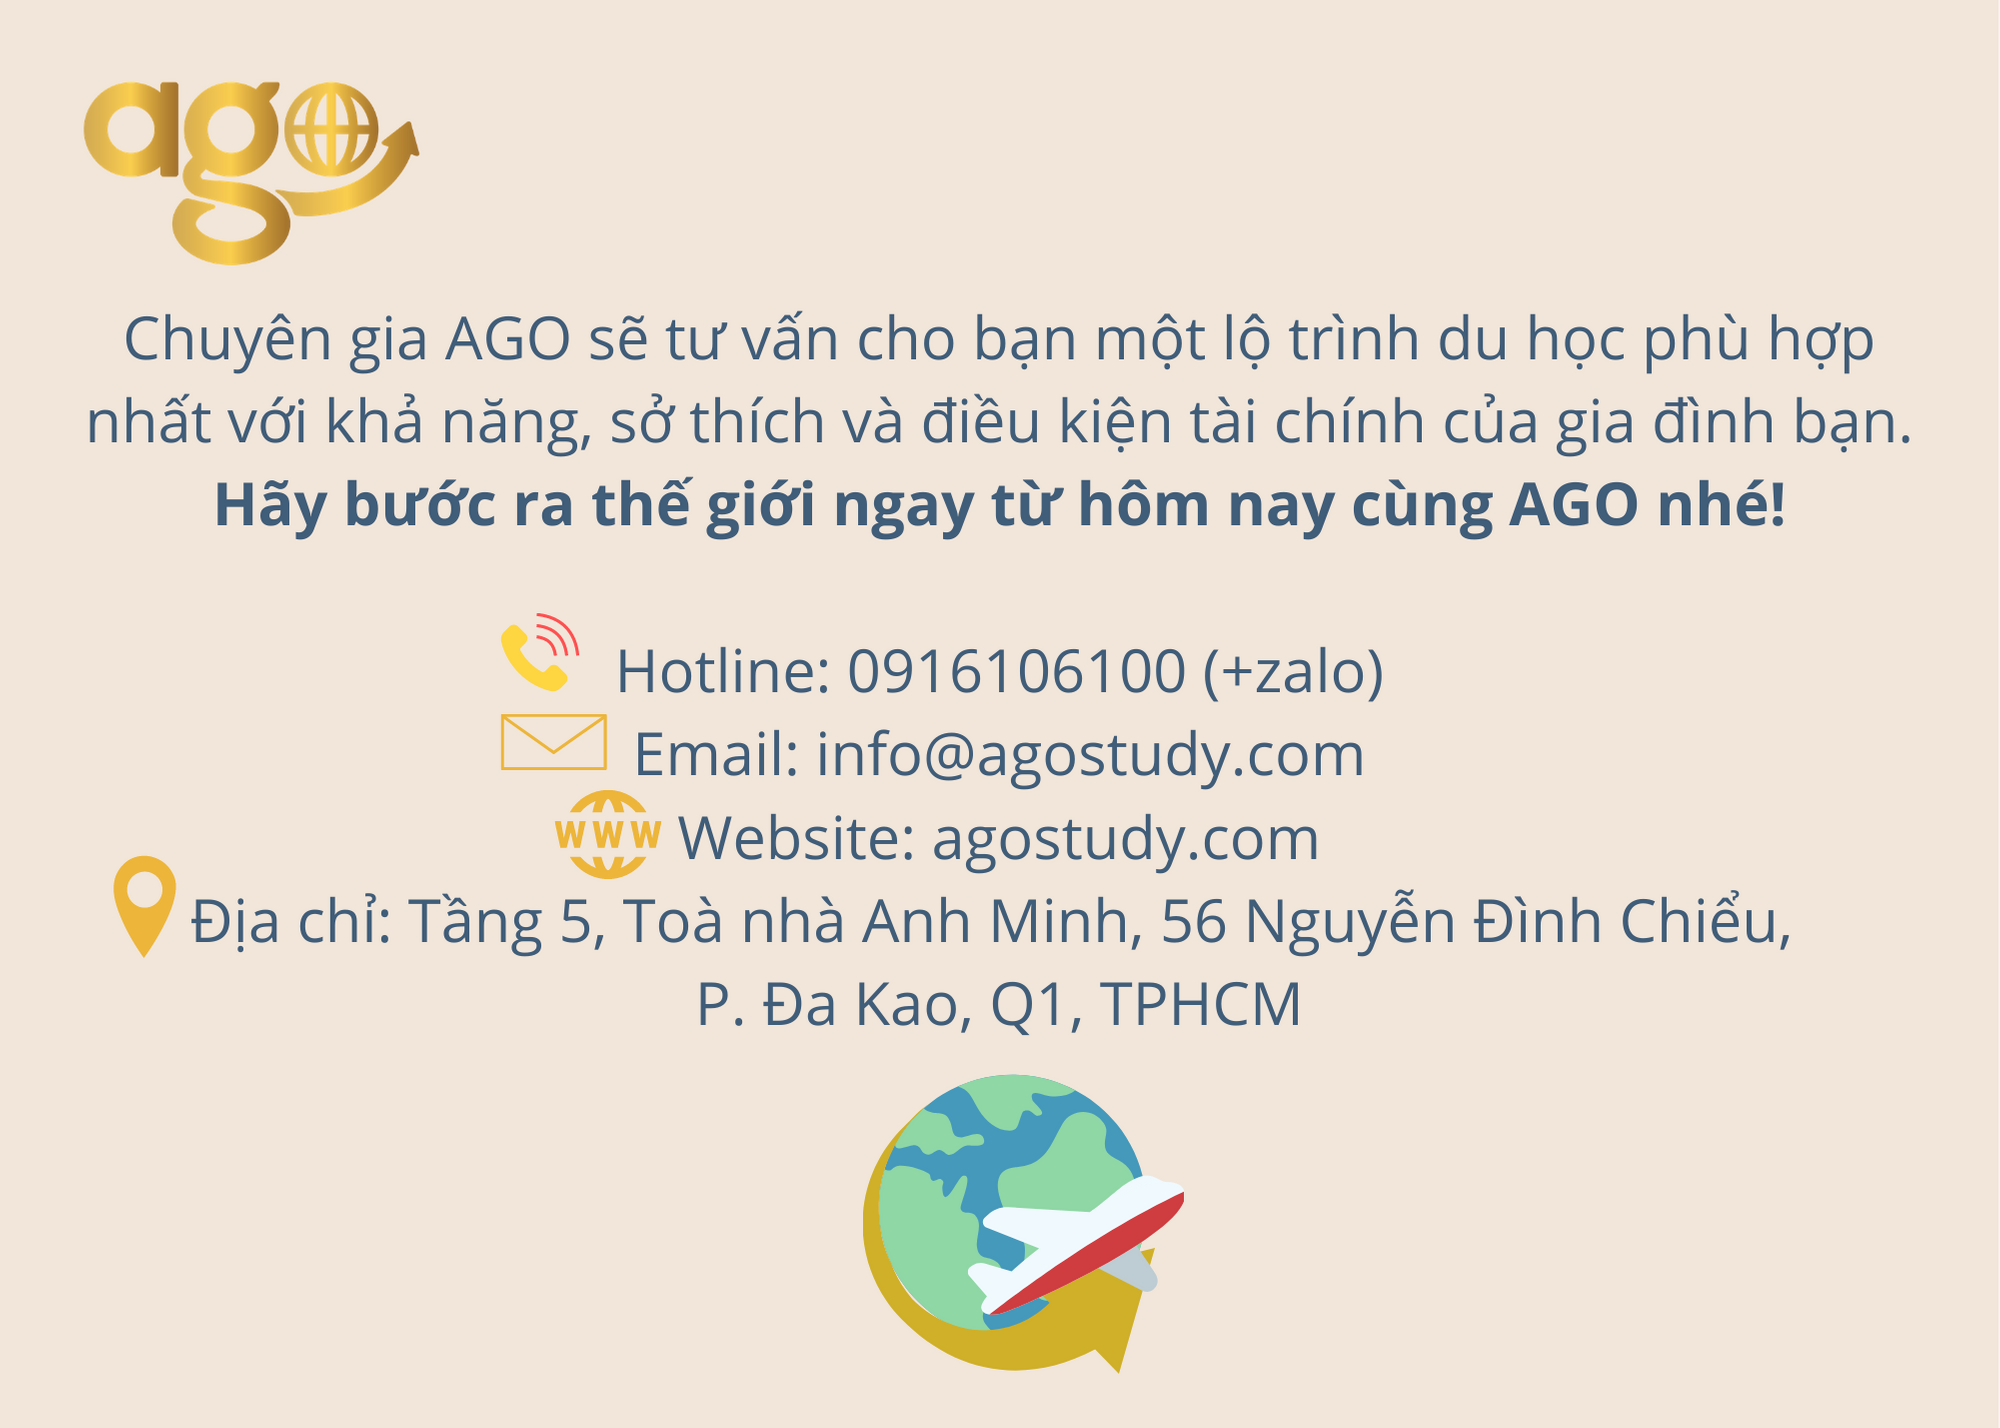 ago
Chuyên gia AGO sẽ tư vấn cho bạn một lộ trình du học phù hợp
nhất với khả năng, sở thích và điều kiện tài chính của gia đình bạn.
Hãy bước ra thế giới ngay từ hôm nay cùng AGO nhé!
Hotline: 0916106100 (+zalo)
Email: info@agostudy.com
WWW Website: agostudy.com
Địa chỉ: Tầng 5, Toà nhà Anh Minh, 56 Nguyễn Đình Chiểu,
P. Đa Kao, Q1, TPHCM